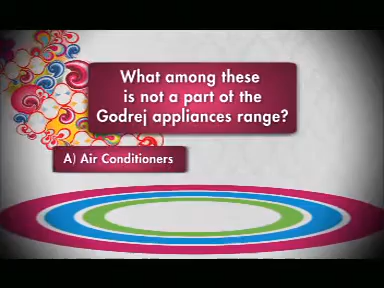 What among these
is not a part of the
Godrej appliances range?
A) Air Conditioners